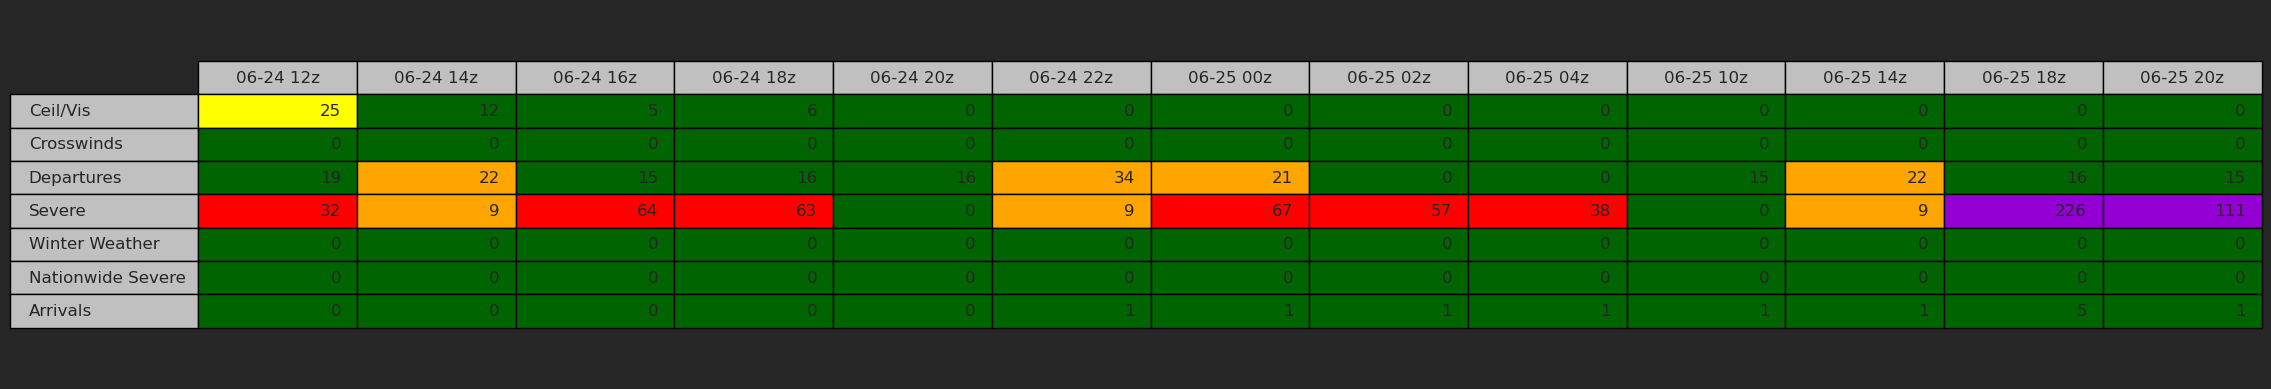 06-24 12z 06-24 14z 06-24 16z 06-24 18z 06-24 20z 06-24 22z 06-25 00z 06-25 02z 06-25 04z 06-25 10z 06-25 14z 06-25 18z 06-25 20z
Ceil/Vis 25 12 5 6 0 0 0 0 0 0 0 0 0
Crosswinds 0 0 0 0 0 0 0 0 0 0 0 0 0
Departures 19 22 15 16 16 34 21 0 0 15 22 16 15
Severe 32 9 64 63 0 9 67 57 38 0 9 226 111
Winter Weather 0 0 0 0 0 0 0 0 0 0 0 0 0
Nationwide Severe 0 0 0 0 0 0 0 0 0 0 0 0 0
Arrivals 0 0 0 0 0 1 1 1 1 1 1 5 1